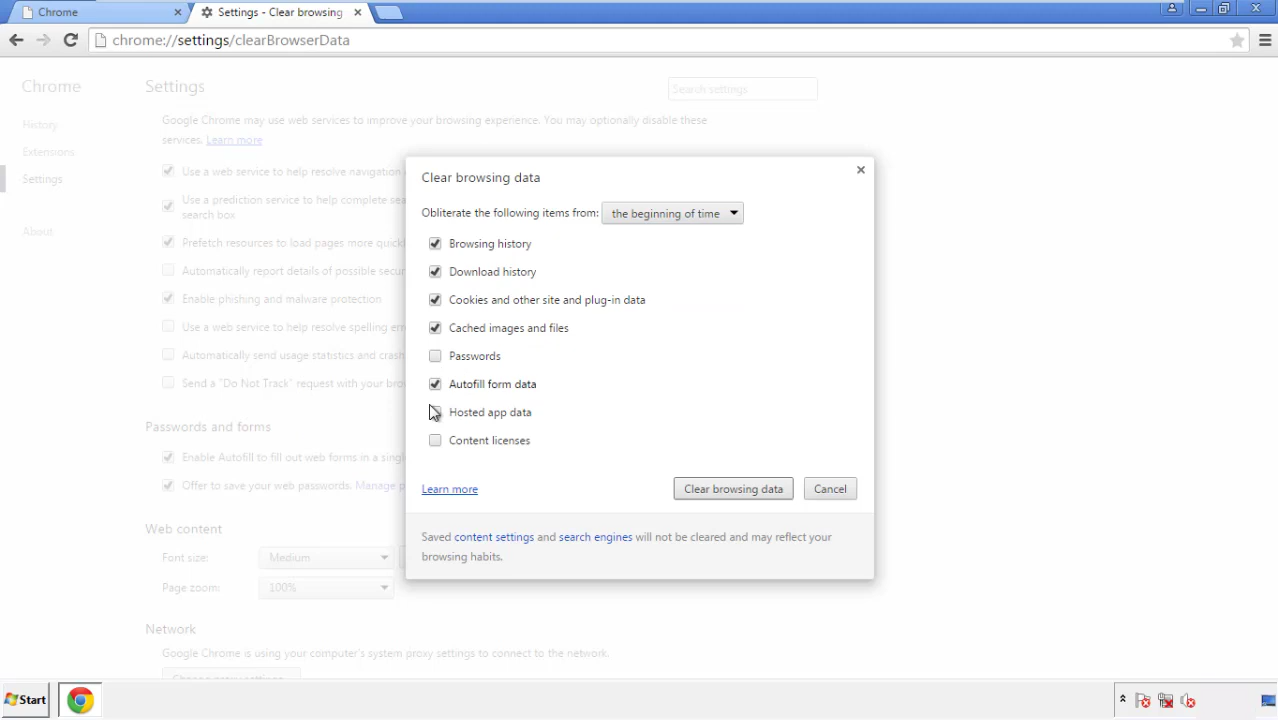 Chrome
Settings - Clear browsing
chrome://settings/clearBrowserData
Chrome
Settings
Search settings
Google Chrome may use web services to improve your browsing experience. You may optionally disable these
services. Learn more
History
Extensions
Settings
About
Use a web service to help resolve navigation
Use a prediction service to help complete
search box
Prefetch resources to load pages more
Automatically report details of possible
Enable phishing and malware protection
Use a web service to help resolve spelling
Automatically send usage statistics and
Send a "Do Not Track" request with your
Passwords and forms
Enable Autofill to fill out web forms in a
Offer to save your web passwords. Manage
Web content
Font size: Medium
Page zoom: 100%
Network
Google Chrome is using your computer's system proxy settings to connect to the network.
Clear browsing data
Obliterate the following items from: the beginning of time
Browsing history
Download history
Cookies and other site and plug-in data
Cached images and files
Passwords
Autofill form data
Hosted app data
Content licenses
Learn more
Clear browsing data
Cancel
Saved content settings and search engines will not be cleared and may reflect your
browsing habits.
Start